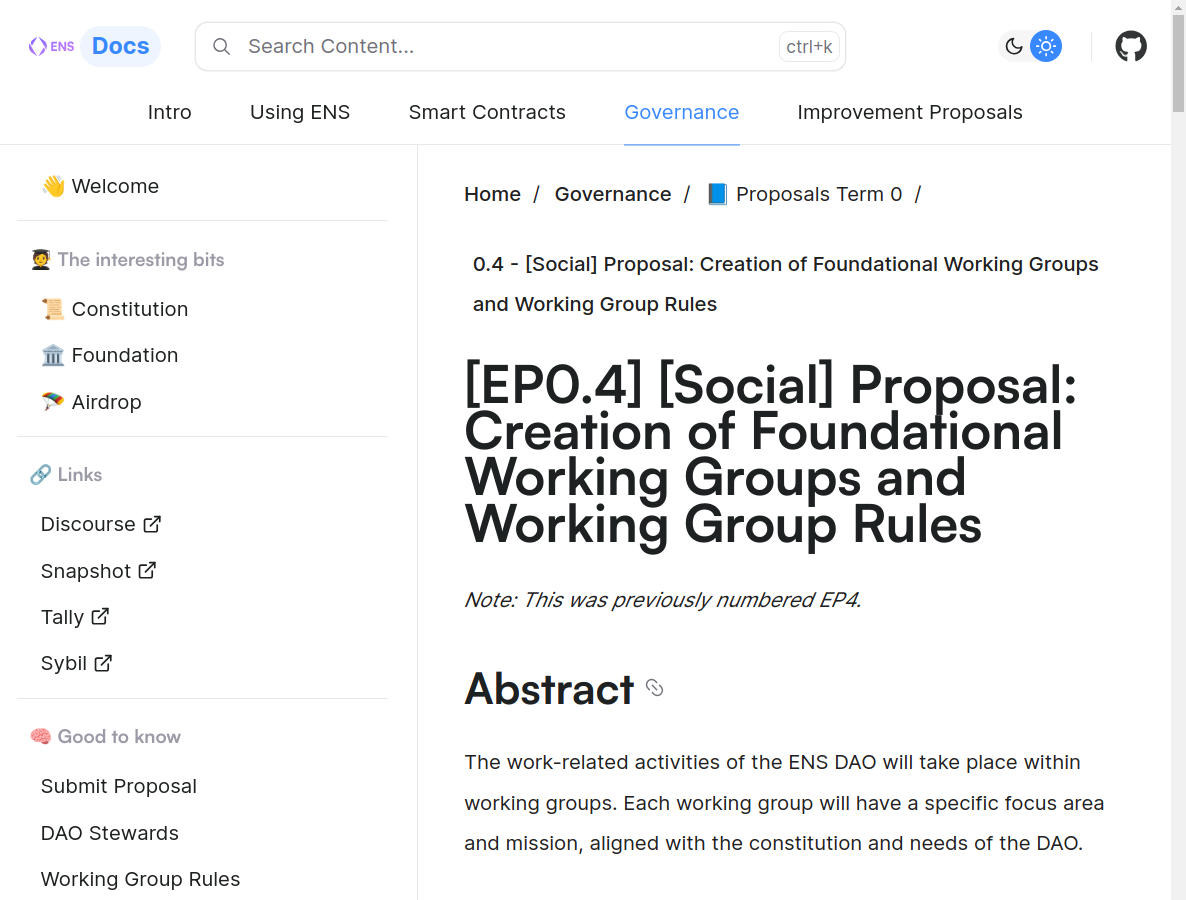 ENS Docs
Search Content...
ctrl+k
Intro
Using ENS
Smart Contracts
Governance
Improvement Proposals
👋 Welcome
🧑‍🎓 The interesting bits
📜 Constitution
🏛️ Foundation
🪂 Airdrop
🔗 Links
Discourse
Snapshot
Tally
Sybil
🧠 Good to know
Submit Proposal
DAO Stewards
Working Group Rules
Home / Governance / 📘 Proposals Term 0 /
0.4 - [Social] Proposal: Creation of Foundational Working Groups
and Working Group Rules
[EP0.4] [Social] Proposal:
Creation of Foundational
Working Groups and
Working Group Rules
Note: This was previously numbered EP4.
Abstract
The work-related activities of the ENS DAO will take place within
working groups. Each working group will have a specific focus area
and mission, aligned with the constitution and needs of the DAO.